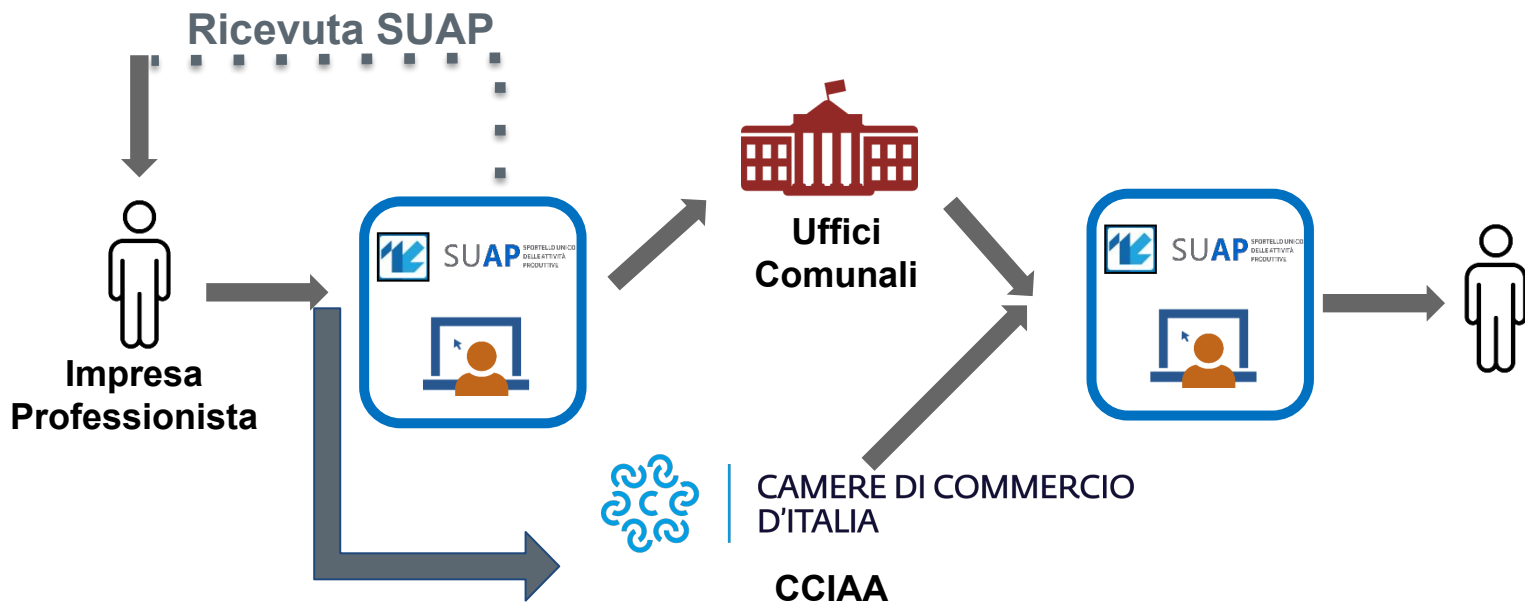 Ricevuta SUAP
Impresa
Professionista
SUAP
SPORTELLO UNICO
DELLE ATTIVITÀ
PRODUTTIVE
Uffici
Comunali
CAMERE DI COMMERCIO
D'ITALIA
CCIAA
SUAP
SPORTELLO UNICO
DELLE ATTIVITÀ
PRODUTTIVE